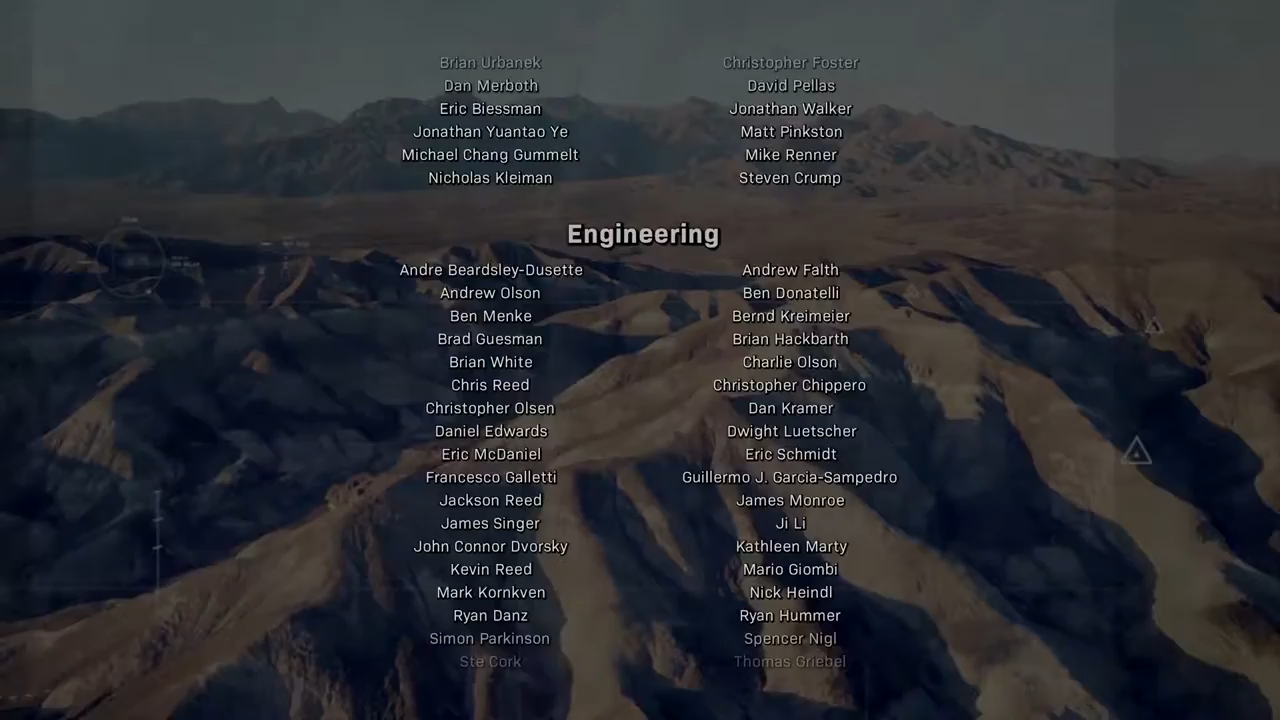 Brian Urbanek Christopher Foster
Dan Merboth David Pellas
Eric Biessman Jonathan Walker
Jonathan Yuantao Ye Matt Pinkston
Michael Chang Gummelt Mike Renner
Nicholas Kleiman Steven Crump
Engineering
Andre Beardsley-Dusette Andrew Falth
Andrew Olson Ben Donatelli
Ben Menke Bernd Kreimeier
Brad Guesman Brian Hackbarth
Brian White Charlie Olson
Chris Reed Christopher Chippero
Christopher Olsen Dan Kramer
Daniel Edwards Dwight Luetscher
Eric McDaniel Eric Schmidt
Francesco Galletti Guillermo J. Garcia-Sampedro
Jackson Reed James Monroe
James Singer Ji Li
John Connor Dvorsky Kathleen Marty
Kevin Reed Mario Giombi
Mark Kornkven Nick Heindl
Ryan Danz Ryan Hummer
Simon Parkinson Spencer Nigl
Ste Cork Thomas Griebel